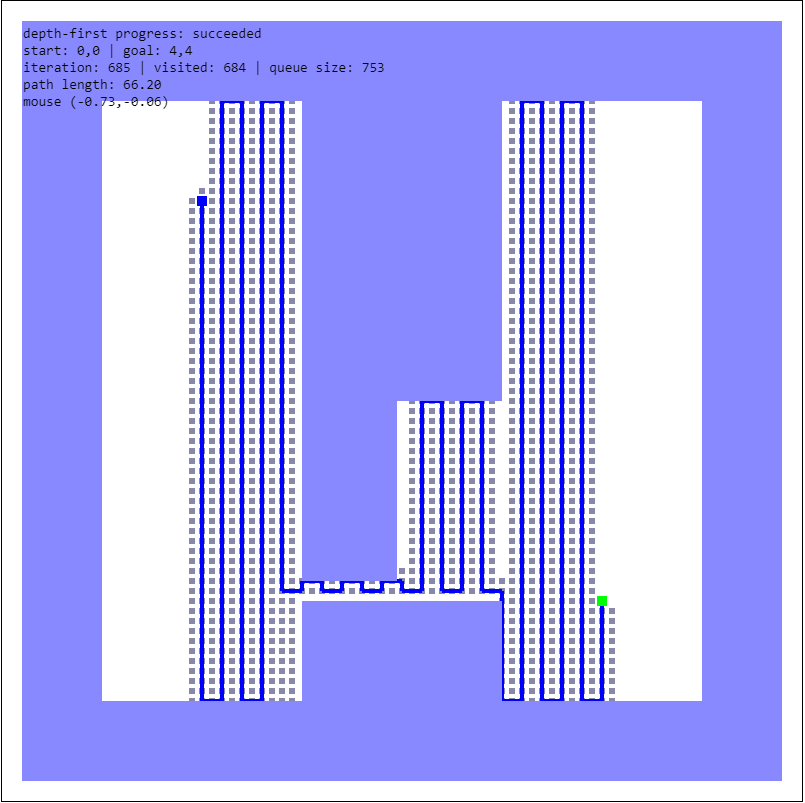 depth-first progress: succeeded
start: 0,0 | goal: 4,4
iteration: 685 | visited: 684 | queue size: 753
path length: 66.20
mouse (-0.73,-0.06)